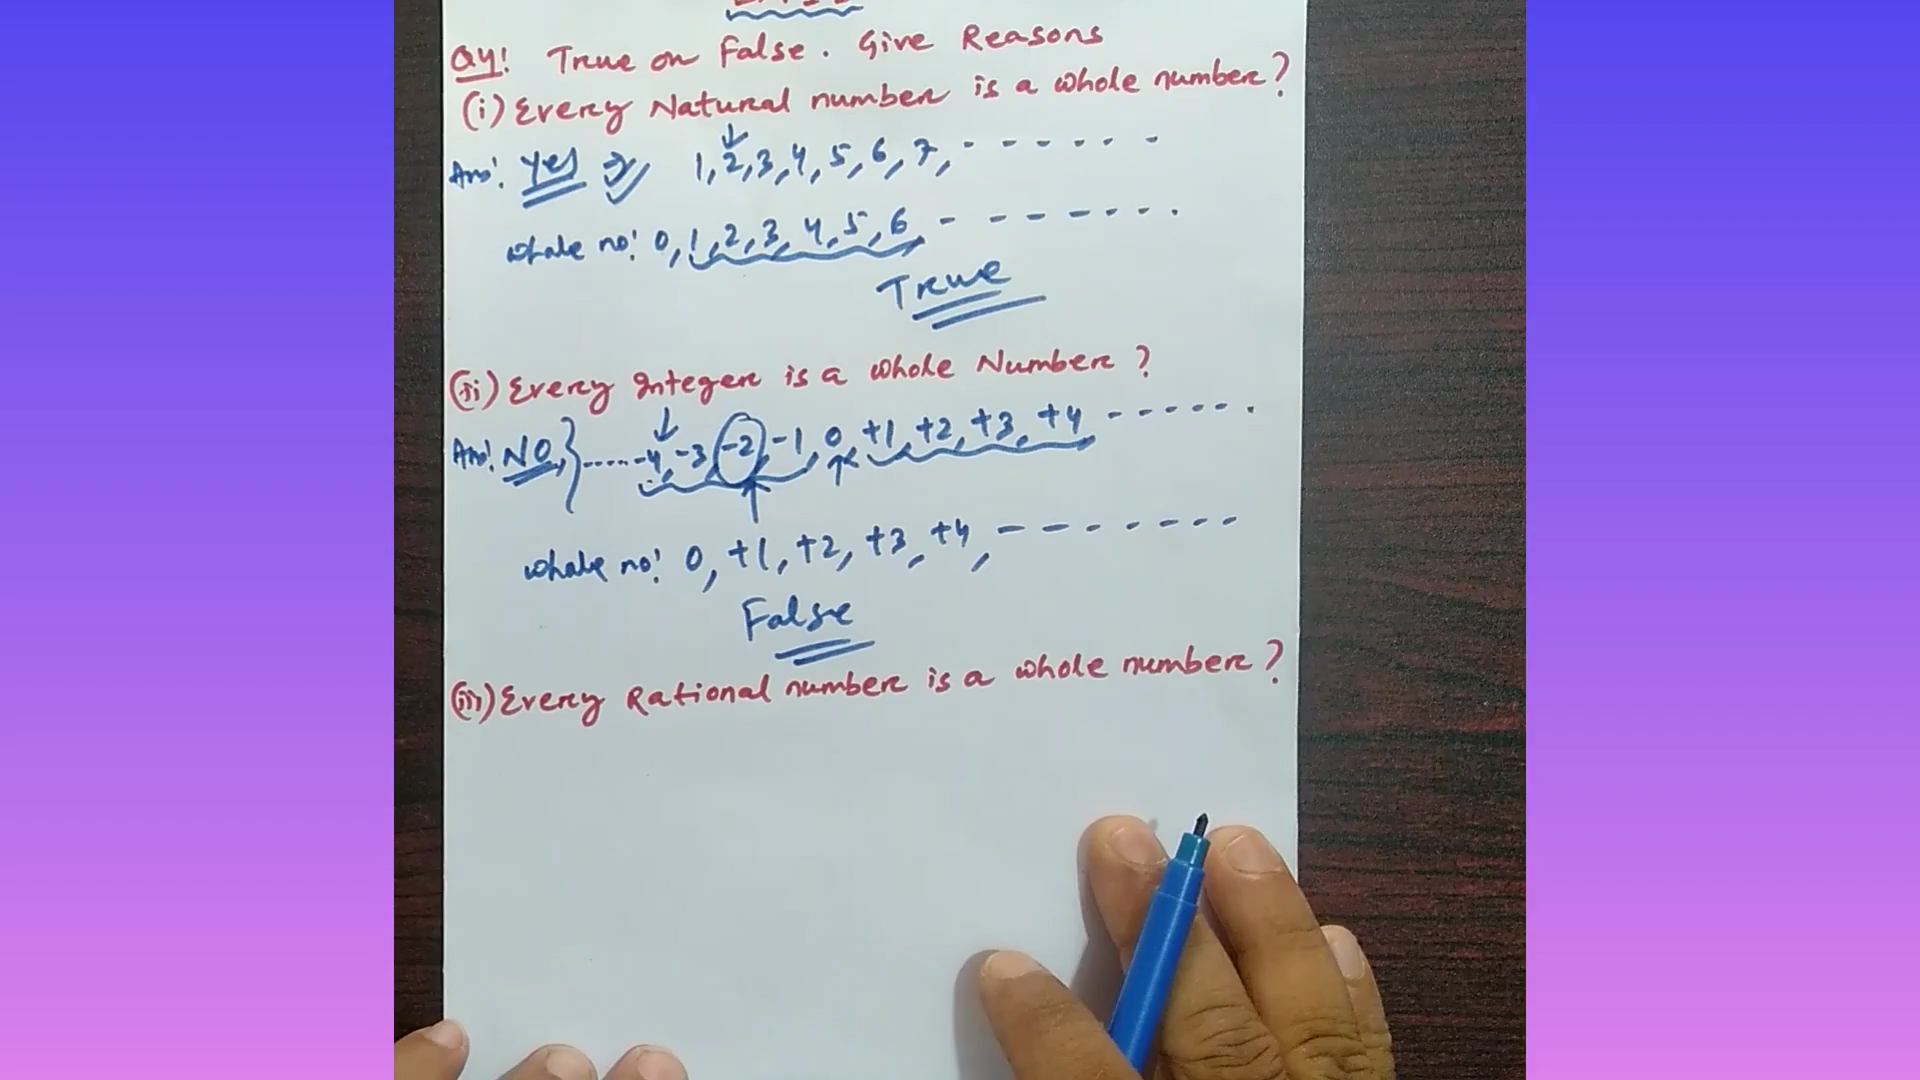 Q4! True or False. Give Reasons
(i) Every Natural number is a whole number?
Ans: Yes ⇒ 1, 2, 3, 4, 5, 6, 7, - - - - - -
whole no: 0, 1, 2, 3, 4, 5, 6 - - - - - - - .
True
(ii) Every Integer is a whole Number?
Ans: NO, } ..... -4, -3, -2, -1, 0, +1, +2, +3, +4 - - - - - - .
whole no: 0, +1, +2, +3, +4, - - - - - - -
False
(iii) Every Rational number is a whole number?